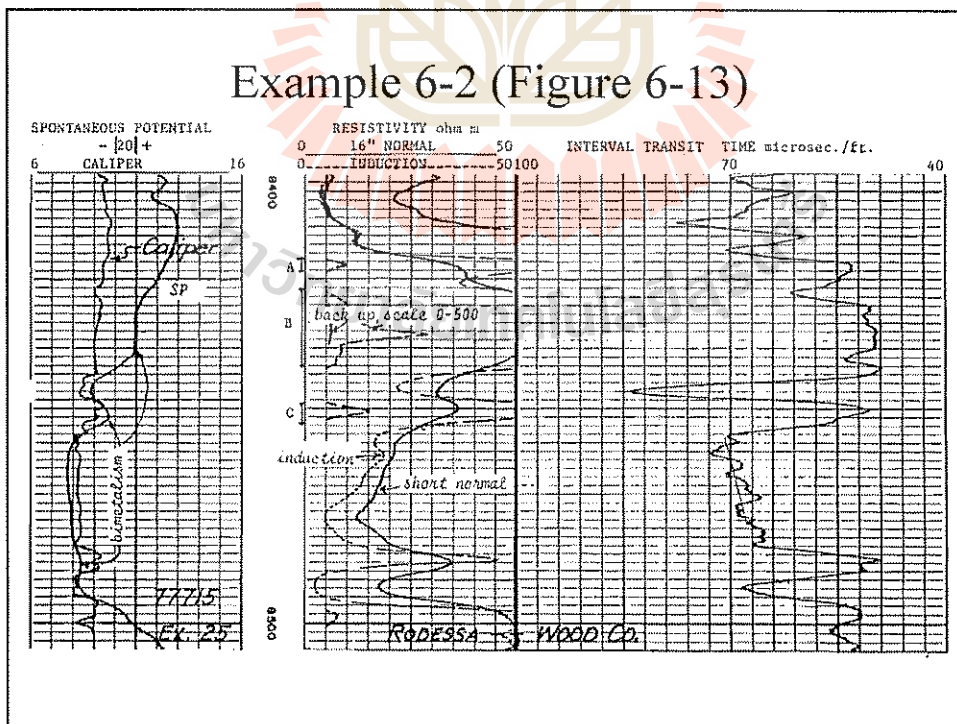 Example 6-2 (Figure 6-13)
SPONTANEOUS POTENTIAL
- |20| +
6 CALIPER 16
RESISTIVITY ohm m
0 16" NORMAL 50
0 INDUCTION 50
INTERVAL TRANSIT TIME microsec./ft.
100 70 40
8400
Caliper
SP
A
back up scale 0-500
B
C
induction
short normal
bimetalism
77715
Ex. 25
8500
RODESSA - WOOD CO.